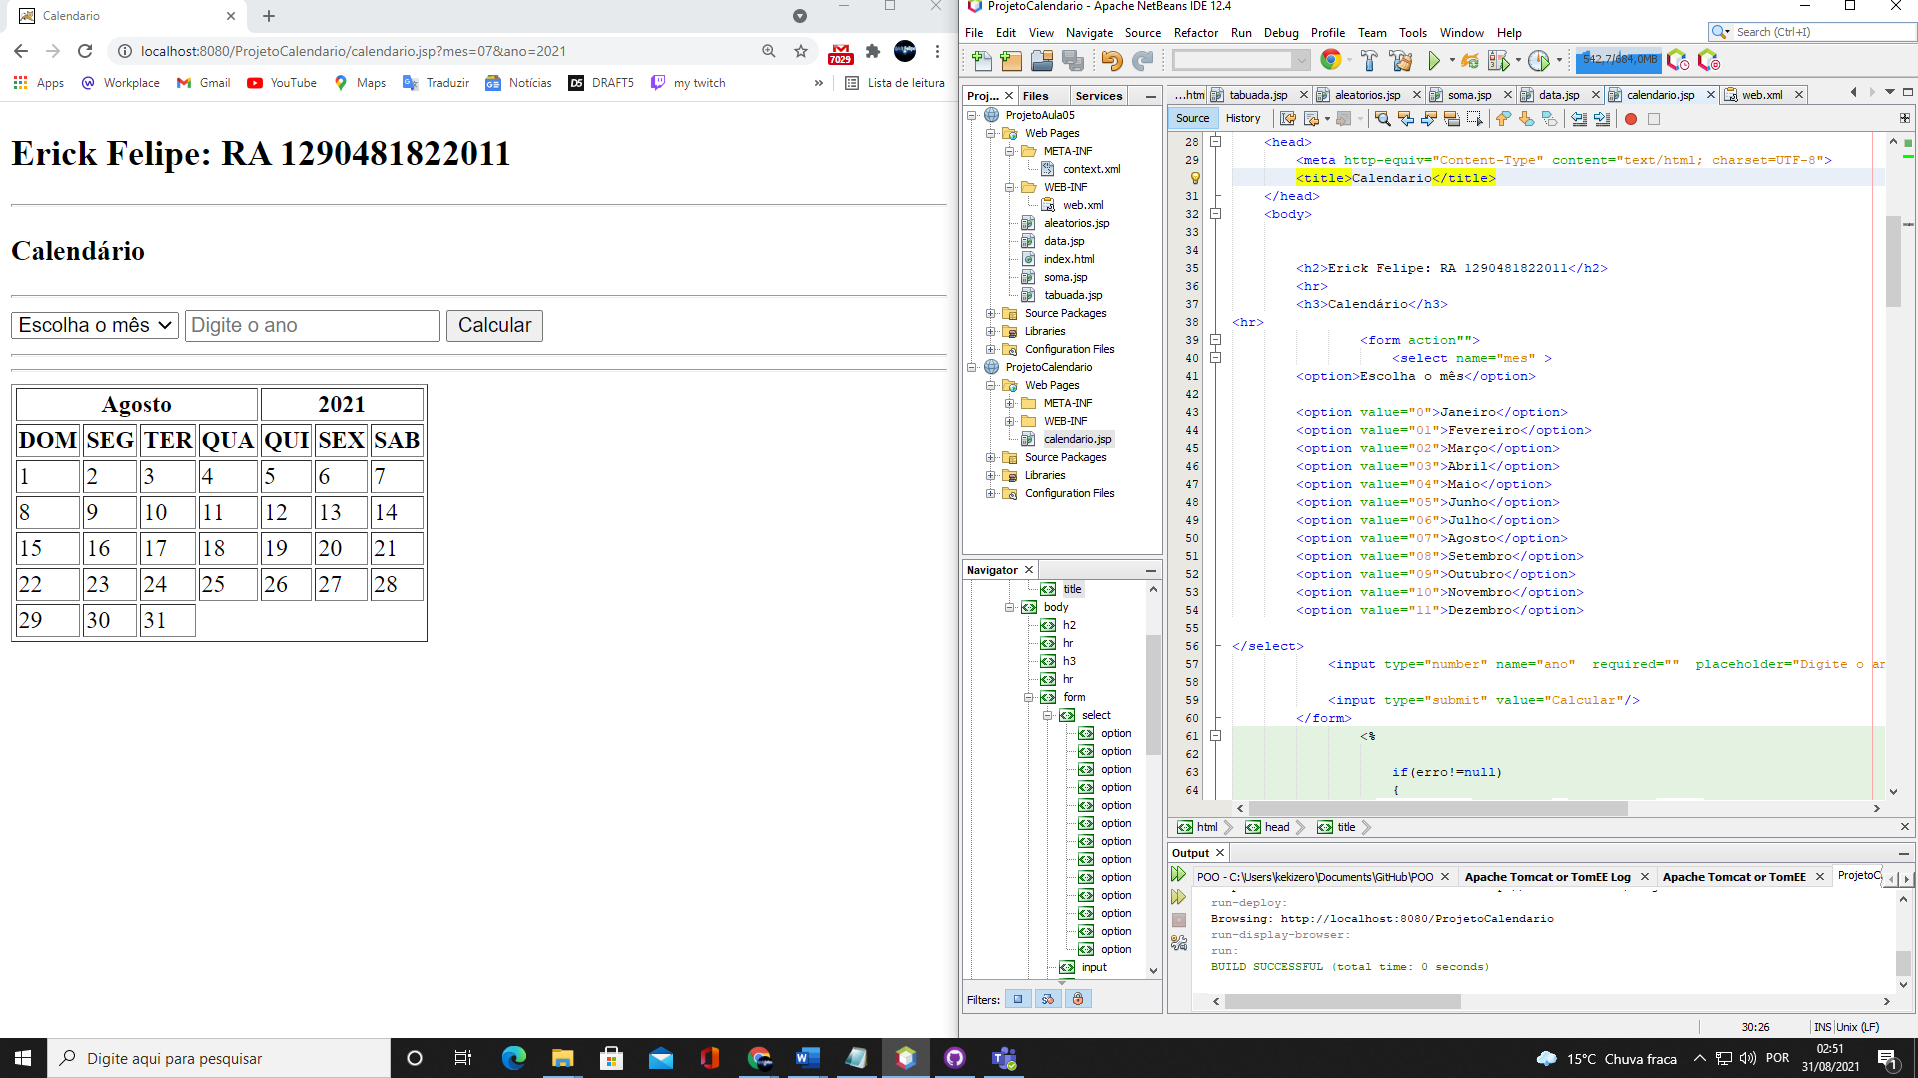 Calendario
localhost:8080/ProjetoCalendario/calendario.jsp?mes=07&ano=2021
7029
Apps Workplace Gmail YouTube Maps Traduzir Notícias DRAFT5 my twitch » Lista de leitura
Erick Felipe: RA 1290481822011
Calendário
Escolha o mês Digite o ano Calcular
Agosto 2021
DOM SEG TER QUA QUI SEX SAB
1 2 3 4 5 6 7
8 9 10 11 12 13 14
15 16 17 18 19 20 21
22 23 24 25 26 27 28
29 30 31
ProjetoCalendario - Apache NetBeans IDE 12.4
File Edit View Navigate Source Refactor Run Debug Profile Team Tools Window Help
Search (Ctrl+I)
542,7/684,0MB
Proj... Files Services
ProjetoAula05
Web Pages
META-INF
context.xml
WEB-INF
web.xml
aleatorios.jsp
data.jsp
index.html
soma.jsp
tabuada.jsp
Source Packages
Libraries
Configuration Files
ProjetoCalendario
Web Pages
META-INF
WEB-INF
calendario.jsp
Source Packages
Libraries
Configuration Files
Navigator
title
body
h2
hr
h3
hr
form
select
option
option
option
option
option
option
option
option
option
option
option
option
option
input
Filters:
...htm tabuada.jsp aleatorios.jsp soma.jsp data.jsp calendario.jsp web.xml
Source History
28 <head>
29 <meta http-equiv="Content-Type" content="text/html; charset=UTF-8">
<title>Calendario</title>
31 </head>
32 <body>
33
34
35 <h2>Erick Felipe: RA 1290481822011</h2>
36 <hr>
37 <h3>Calendário</h3>
38 <hr>
39 <form action"">
40 <select name="mes" >
41 <option>Escolha o mês</option>
42
43 <option value="0">Janeiro</option>
44 <option value="01">Fevereiro</option>
45 <option value="02">Março</option>
46 <option value="03">Abril</option>
47 <option value="04">Maio</option>
48 <option value="05">Junho</option>
49 <option value="06">Julho</option>
50 <option value="07">Agosto</option>
51 <option value="08">Setembro</option>
52 <option value="09">Outubro</option>
53 <option value="10">Novembro</option>
54 <option value="11">Dezembro</option>
55
56 </select>
57 <input type="number" name="ano" required="" placeholder="Digite o an
58
59 <input type="submit" value="Calcular"/>
60 </form>
61 <%
62
63 if(erro!=null)
64 {
html head title
Output
POO - C:\Users\kekizero\Documents\GitHub\POO Apache Tomcat or TomEE Log Apache Tomcat or TomEE ProjetoC
run-deploy:
Browsing: http://localhost:8080/ProjetoCalendario
run-display-browser:
run:
BUILD SUCCESSFUL (total time: 0 seconds)
30:26 INS Unix (LF)
Digite aqui para pesquisar
15°C Chuva fraca POR 02:51
31/08/2021
1